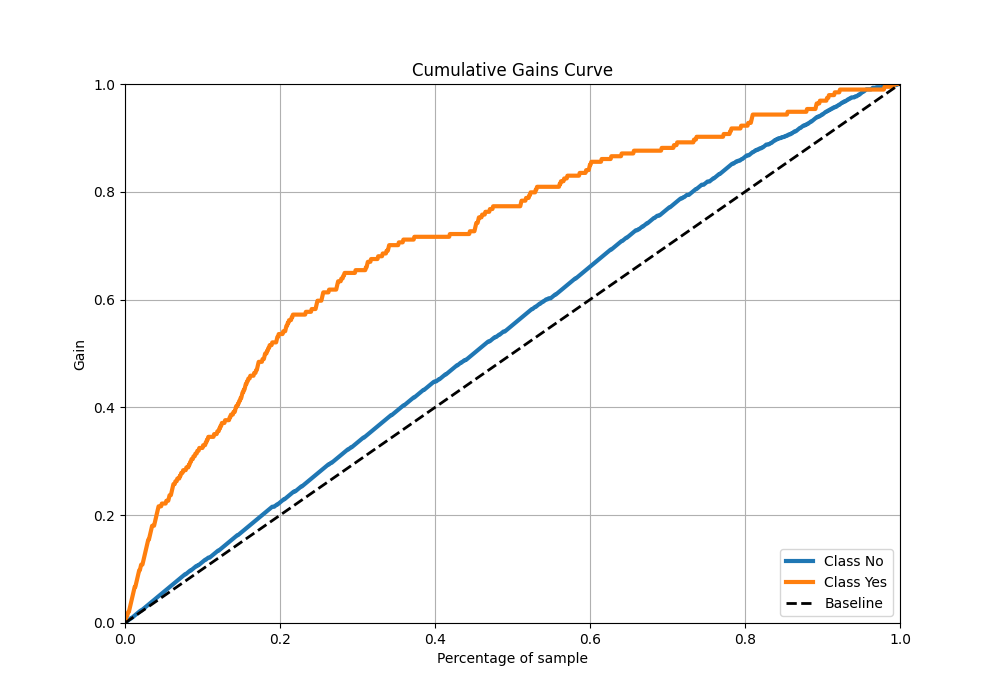 Cumulative Gains Curve
1.0
0.8
0.6
0.4
0.2
0.0
Gain
0.0 0.2 0.4 0.6 0.8 1.0
Percentage of sample
Class No
Class Yes
Baseline